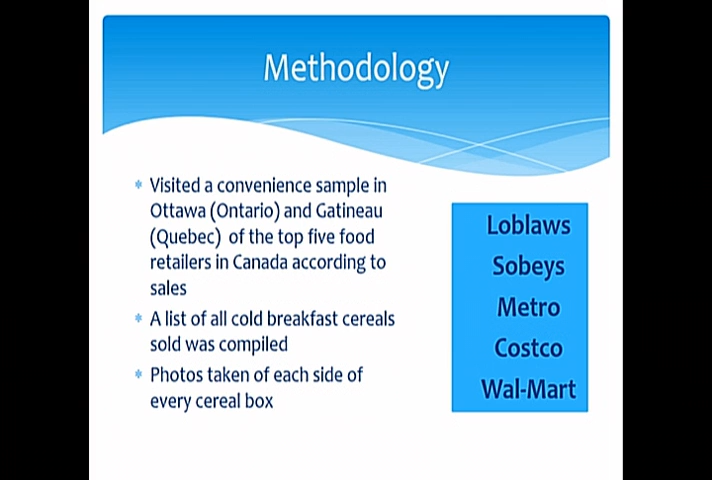 Methodology
* Visited a convenience sample in
Ottawa (Ontario) and Gatineau
(Quebec) of the top five food
retailers in Canada according to
sales
* A list of all cold breakfast cereals
sold was compiled
* Photos taken of each side of
every cereal box
Loblaws
Sobeys
Metro
Costco
Wal-Mart